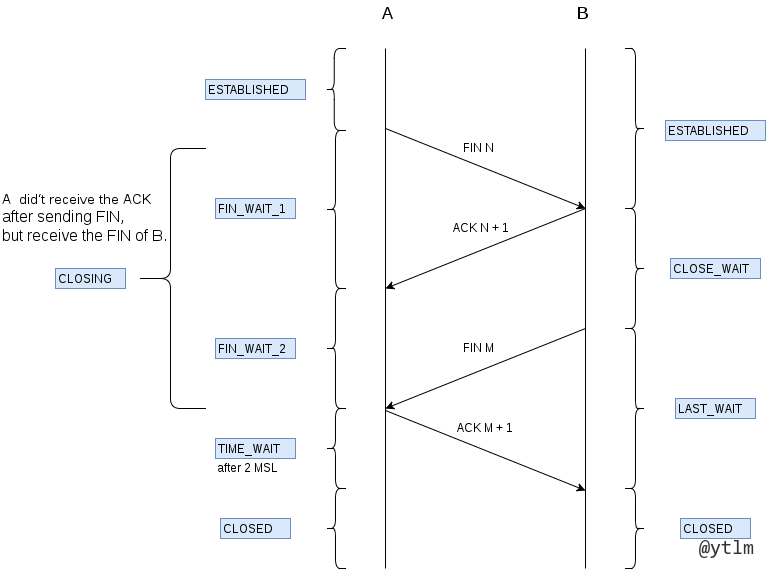 A
B
ESTABLISHED
ESTABLISHED
FIN N
A did't receive the ACK
after sending FIN,
but receive the FIN of B.
FIN_WAIT_1
ACK N + 1
CLOSING
CLOSE_WAIT
FIN_WAIT_2
FIN M
LAST_WAIT
ACK M + 1
TIME_WAIT
after 2 MSL
CLOSED
CLOSED
@ytlm